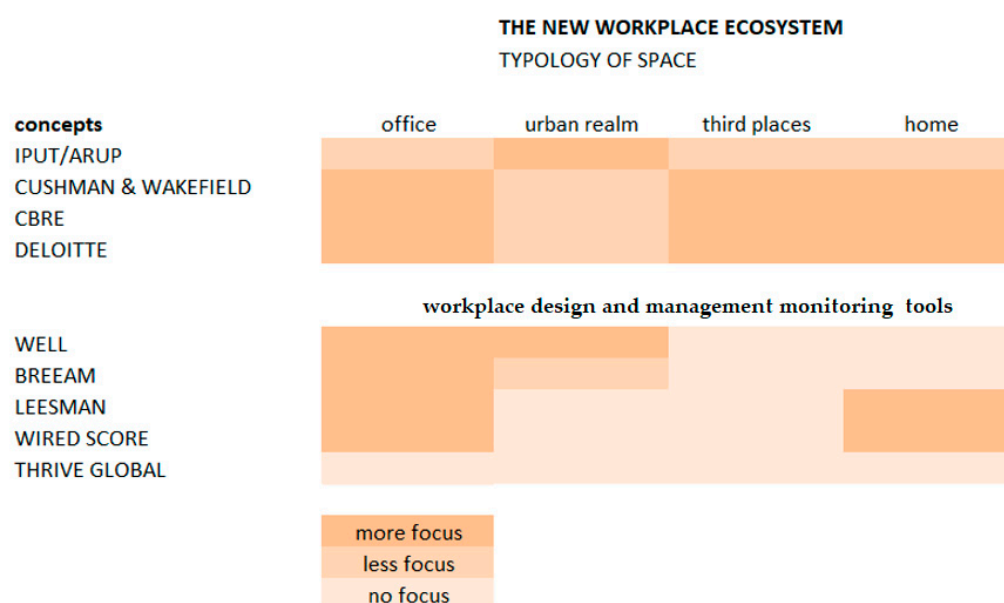 THE NEW WORKPLACE ECOSYSTEM
TYPOLOGY OF SPACE
concepts office urban realm third places home
IPUT/ARUP
CUSHMAN & WAKEFIELD
CBRE
DELOITTE
workplace design and management monitoring tools
WELL
BREEAM
LEESMAN
WIRED SCORE
THRIVE GLOBAL
more focus
less focus
no focus